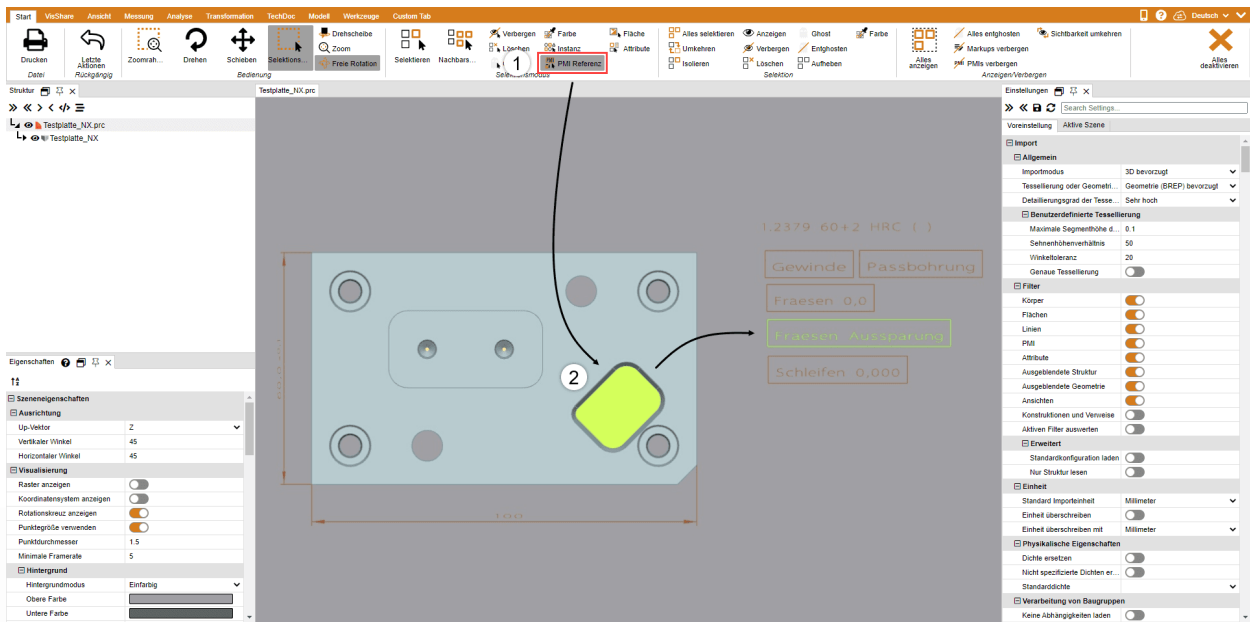 Start VisShare Ansicht Messung Analyse Transformation TechDoc Modell Werkzeuge Custom Tab Deutsch
Drucken
Datei
Letzte Aktionen
Rückgängig
Zoomrah... Drehen Schieben Selektions...
Drehscheibe
Zoom
Freie Rotation
Bedienung
Selektieren Nachbars...
Verbergen Farbe Fläche
Löschen Instanz Attribute
1 PMI Referenz
Selektionsmodus
Alles selektieren Anzeigen Ghost Farbe
Umkehren Verbergen Entghosten
Isolieren Löschen Aufheben
Selektion
Alles anzeigen
Alles entghosten Sichtbarkeit umkehren
Markups verbergen
PMI PMIs verbergen
Anzeigen/Verbergen
Alles deaktivieren
Struktur
Testplatte_NX.prc
Testplatte_NX
Testplatte_NX.prc
1.2379 60+2 HRC ( )
Gewinde Passbohrung
Fraesen 0,0
Fraesen Aussparung
Schleifen 0,000
2
100
Eigenschaften
Szeneneigenschaften
Ausrichtung
Up-Vektor Z
Vertikaler Winkel 45
Horizontaler Winkel 45
Visualisierung
Raster anzeigen
Koordinatensystem anzeigen
Rotationskreuz anzeigen
Punktegröße verwenden
Punktdurchmesser 1.5
Minimale Framerate 5
Hintergrund
Hintergrundmodus Einfarbig
Obere Farbe
Untere Farbe
Einstellungen
Search Settings...
Voreinstellung Aktive Szene
Import
Allgemein
Importmodus 3D bevorzugt
Tessellierung oder Geometri... Geometrie (BREP) bevorzugt
Detaillierungsgrad der Tesse... Sehr hoch
Benutzerdefinierte Tessellierung
Maximale Segmenthöhe d... 0.1
Sehnenhöhenverhältnis 50
Winkeltoleranz 20
Genaue Tessellierung
Filter
Körper
Flächen
Linien
PMI
Attribute
Ausgeblendete Struktur
Ausgeblendete Geometrie
Ansichten
Konstruktionen und Verweise
Aktiven Filter auswerten
Erweitert
Standardkonfiguration laden
Nur Struktur lesen
Einheit
Standard Importeinheit Millimeter
Einheit überschreiben
Einheit überschreiben mit Millimeter
Physikalische Eigenschaften
Dichte ersetzen
Nicht spezifizierte Dichten er...
Standarddichte
Verarbeitung von Baugruppen
Keine Abhängigkeiten laden